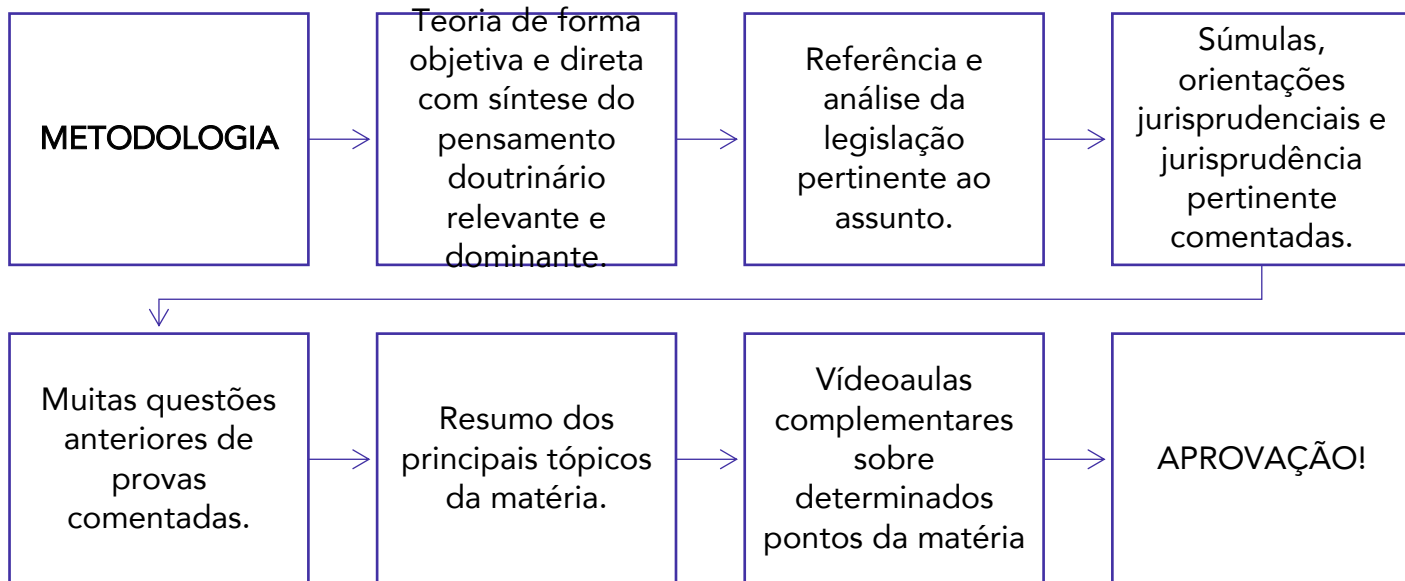 METODOLOGIA
Teoria de forma
objetiva e direta
com síntese do
pensamento
doutrinário
relevante e
dominante.
Referência e
análise da
legislação
pertinente ao
assunto.
Súmulas,
orientações
jurisprudenciais e
jurisprudência
pertinente
comentadas.
Muitas questões
anteriores de
provas
comentadas.
Resumo dos
principais tópicos
da matéria.
Vídeoaulas
complementares
sobre
determinados
pontos da matéria
APROVAÇÃO!